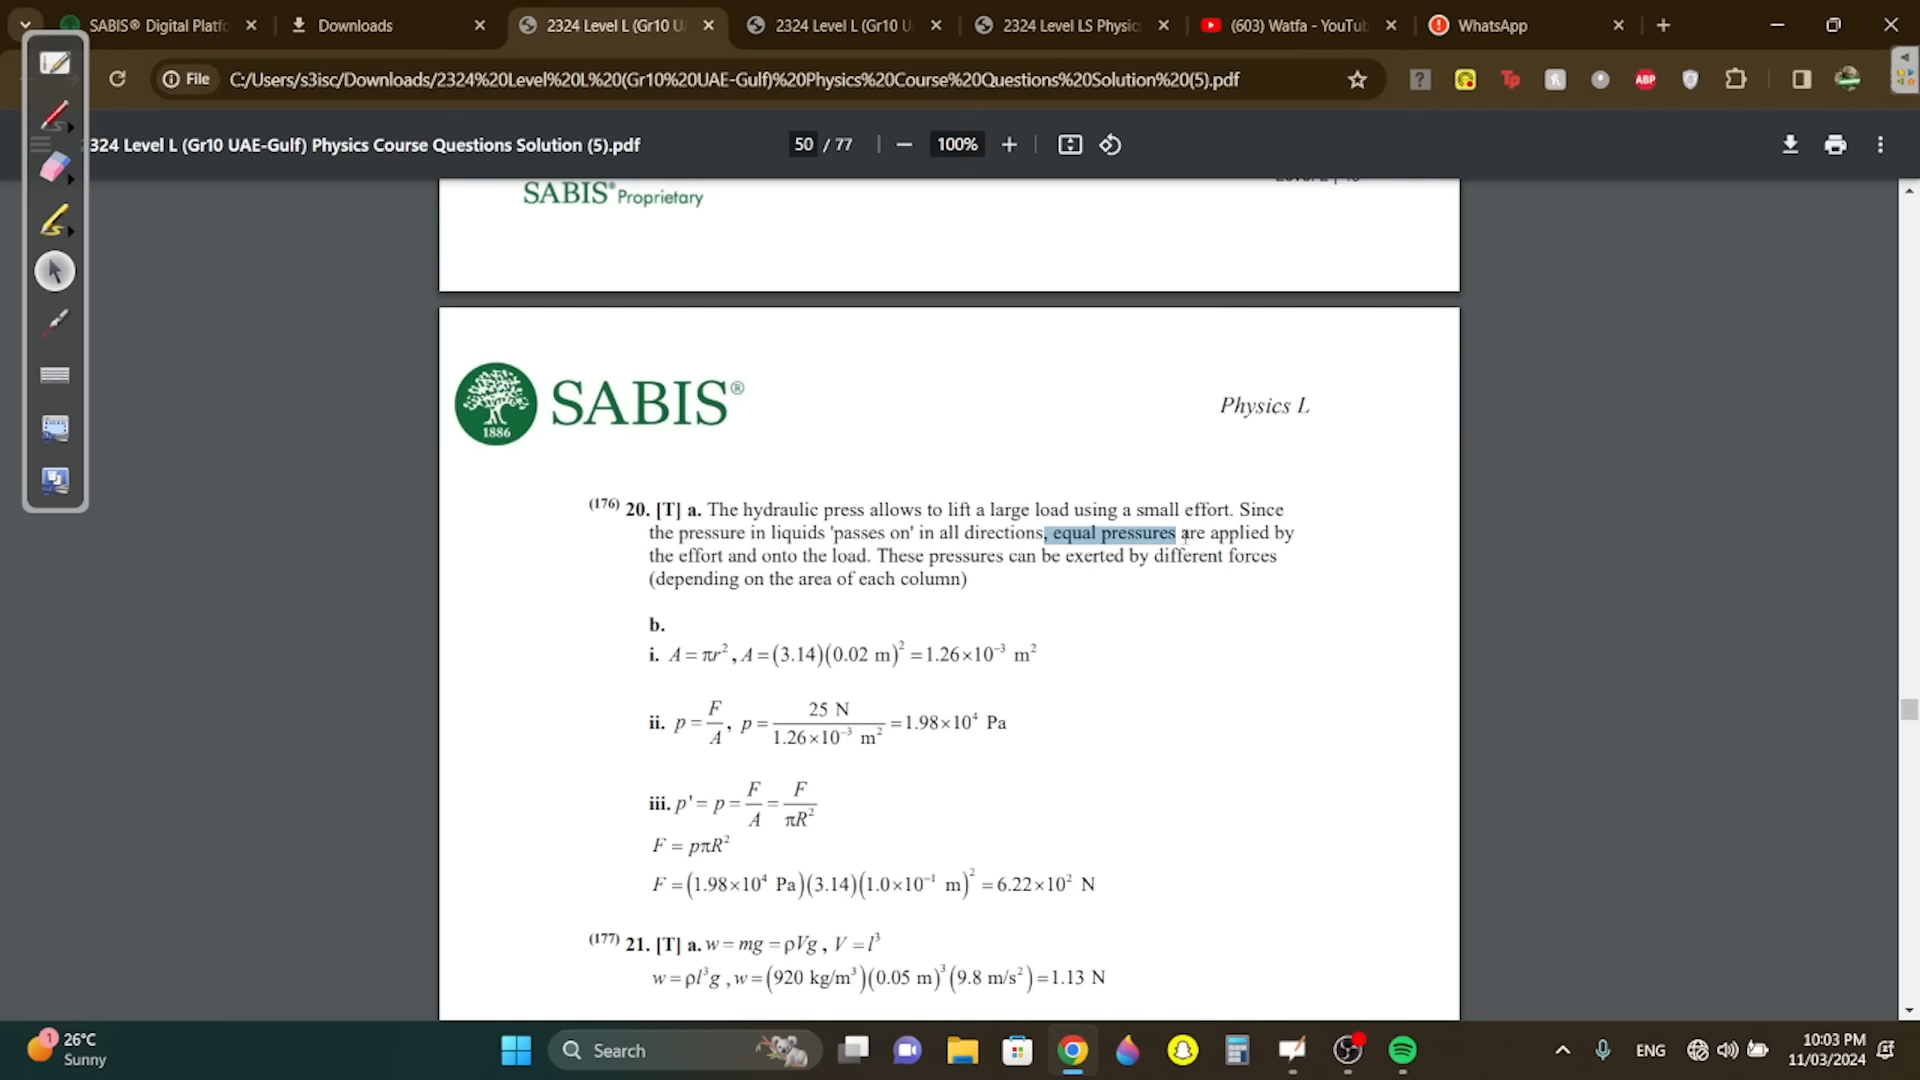 SABIS® Digital Platfo
Downloads
2324 Level L (Gr10 UA
2324 Level L (Gr10 U
2324 Level LS Physic
(603) Watfa - YouTub
WhatsApp
File
C:/Users/s3isc/Downloads/2324%20Level%20L%20(Gr10%20UAE-Gulf)%20Physics%20Course%20Questions%20Solution%20(5).pdf
?
Tp
ABP
324 Level L (Gr10 UAE-Gulf) Physics Course Questions Solution (5).pdf
50 / 77
100%
SABIS® Proprietary
SABIS®
1886
Physics L
(176) 20. [T] a. The hydraulic press allows to lift a large load using a small effort. Since
the pressure in liquids 'passes on' in all directions, equal pressures are applied by
the effort and onto the load. These pressures can be exerted by different forces
(depending on the area of each column)
b.
i. A = πr², A = (3.14)(0.02 m)² = 1.26×10⁻³ m²
ii. p = F/A, p = 25 N / 1.26×10⁻³ m² = 1.98×10⁴ Pa
iii. p' = p = F/A = F/πR²
F = pπR²
F = (1.98×10⁴ Pa)(3.14)(1.0×10⁻¹ m)² = 6.22×10² N
(177) 21. [T] a. w = mg = ρVg, V = l³
w = ρl³g, w = (920 kg/m³)(0.05 m)³(9.8 m/s²) = 1.13 N
1
26°C
Sunny
Search
ENG
10:03 PM
11/03/2024